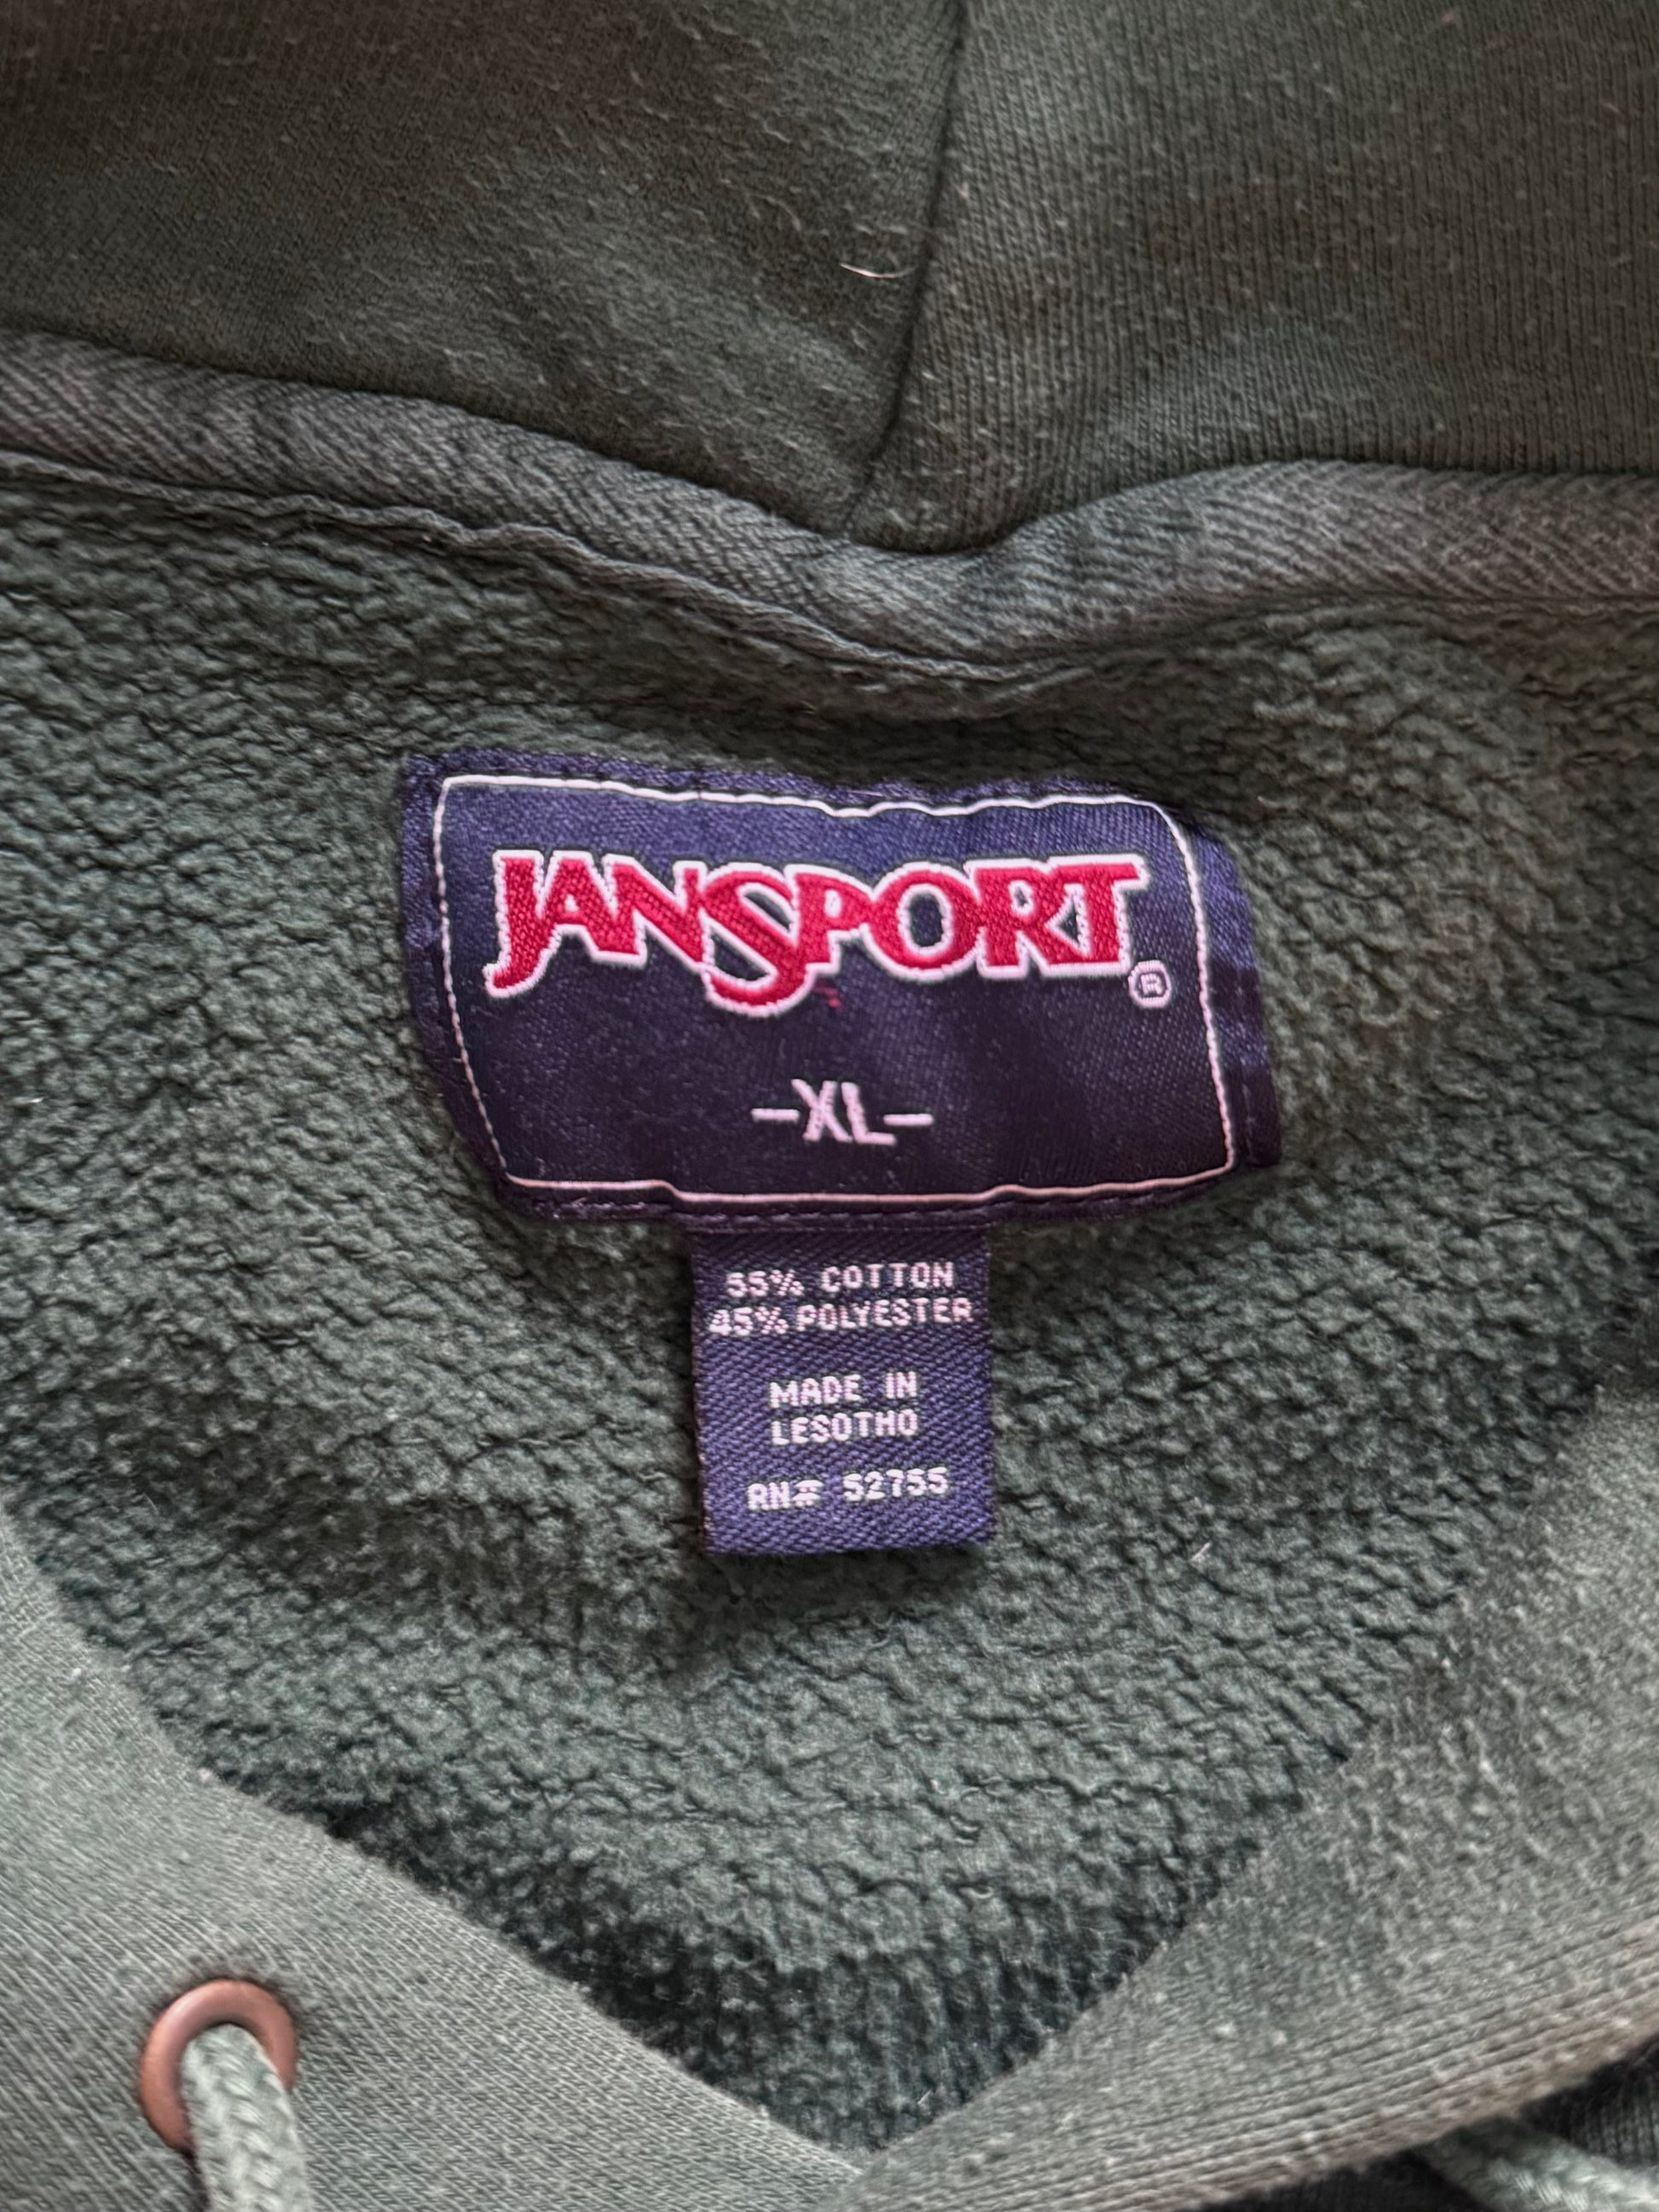 JANSPORT
®
-XL-
55% COTTON
45% POLYESTER
MADE IN
LESOTHO
RN# 52755